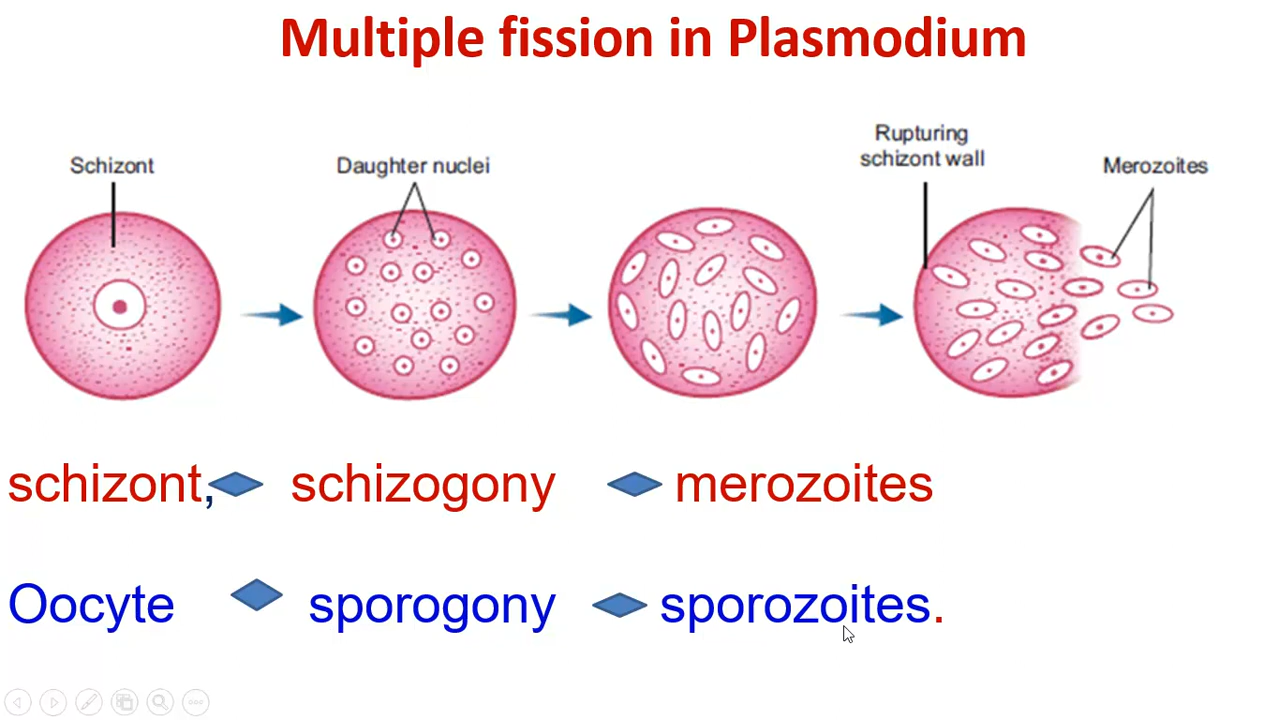 Multiple fission in Plasmodium
Schizont
Daughter nuclei
Rupturing
schizont wall
Merozoites
schizont, schizogony merozoites
Oocyte sporogony sporozoites.